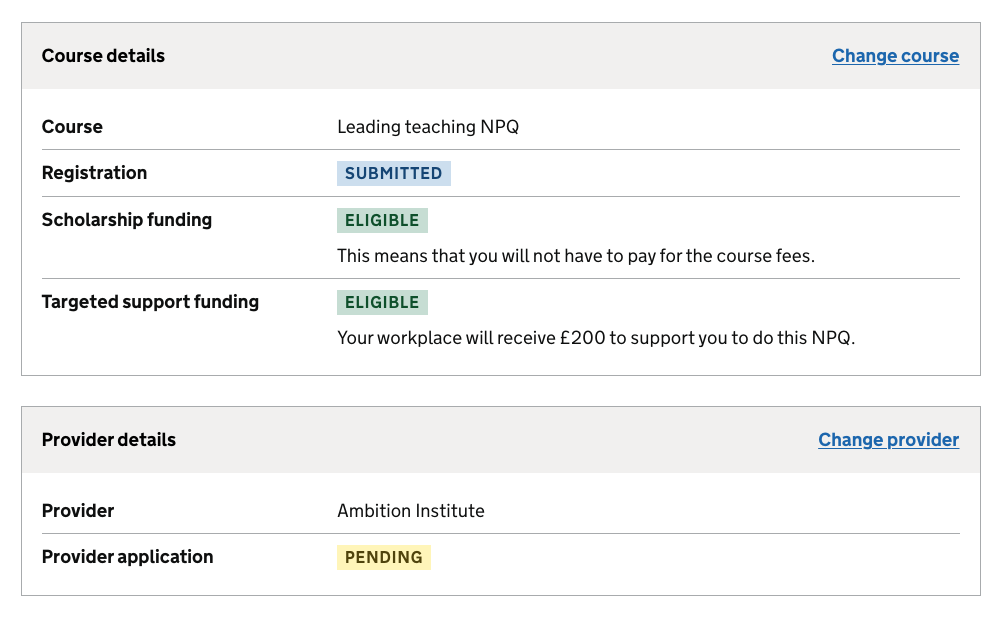 Course details Change course
Course Leading teaching NPQ
Registration SUBMITTED
Scholarship funding ELIGIBLE
This means that you will not have to pay for the course fees.
Targeted support funding ELIGIBLE
Your workplace will receive £200 to support you to do this NPQ.
Provider details Change provider
Provider Ambition Institute
Provider application PENDING